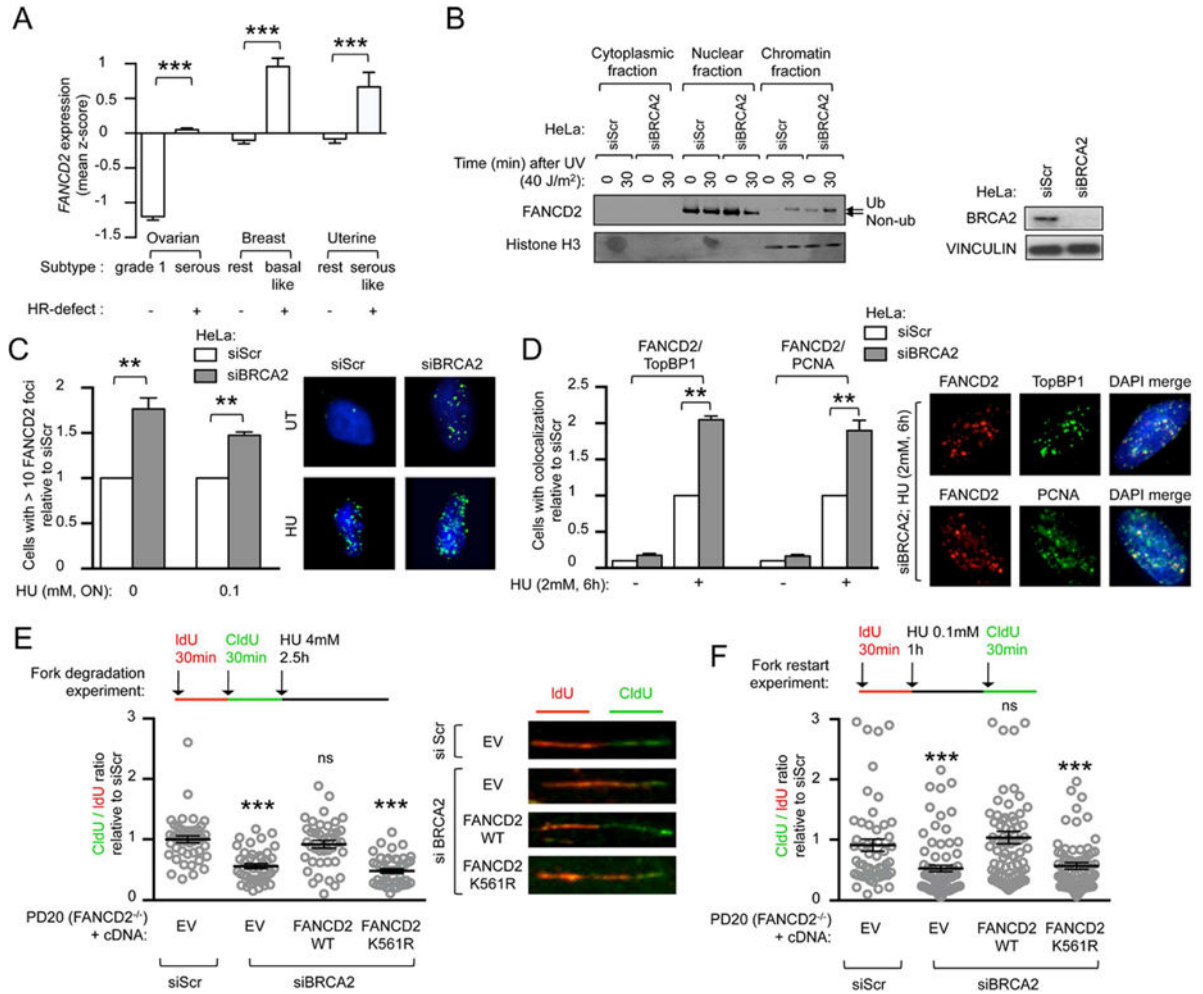 A
***
***
***
1
0.5
0
-0.5
-1
-1.5
FANCD2 expression
(mean z-score)
Ovarian Breast Uterine
Subtype : grade 1 serous rest basal like rest serous like
HR-defect : - + - + - +
B
Cytoplasmic fraction
Nuclear fraction
Chromatin fraction
HeLa: siScr siBRCA2 siScr siBRCA2 siScr siBRCA2
Time (min) after UV
(40 J/m²): 0 30 0 30 0 30 0 30 0 30 0 30
FANCD2
Ub
Non-ub
Histone H3
HeLa: siScr siBRCA2
BRCA2
VINCULIN
C
HeLa:
siScr
siBRCA2
**
**
2
1.5
1
0.5
0
Cells with > 10 FANCD2 foci
relative to siScr
HU (mM, ON): 0 0.1
siScr siBRCA2
UT
HU
D
HeLa:
siScr
siBRCA2
FANCD2/
TopBP1
FANCD2/
PCNA
**
**
2.5
2
1.5
1
0.5
0
Cells with colocalization
relative to siScr
HU (2mM, 6h) - + - +
siBRCA2; HU (2mM, 6h)
FANCD2 TopBP1 DAPI merge
FANCD2 PCNA DAPI merge
E
IdU
30min
CldU
30min
HU 4mM
2.5h
Fork degradation
experiment:
3
2
1
0
CldU / IdU ratio
relative to siScr
***
ns
***
PD20 (FANCD2-/-)
+ cDNA:
EV EV FANCD2 WT FANCD2 K561R
siScr siBRCA2
IdU CldU
si Scr
EV
si BRCA2
EV
FANCD2
WT
FANCD2
K561R
F
IdU
30min
HU 0.1mM
1h
CldU
30min
Fork restart
experiment:
3
2
1
0
CldU / IdU ratio
relative to siScr
***
ns
***
PD20 (FANCD2-/-)
+ cDNA:
EV EV FANCD2 WT FANCD2 K561R
siScr siBRCA2